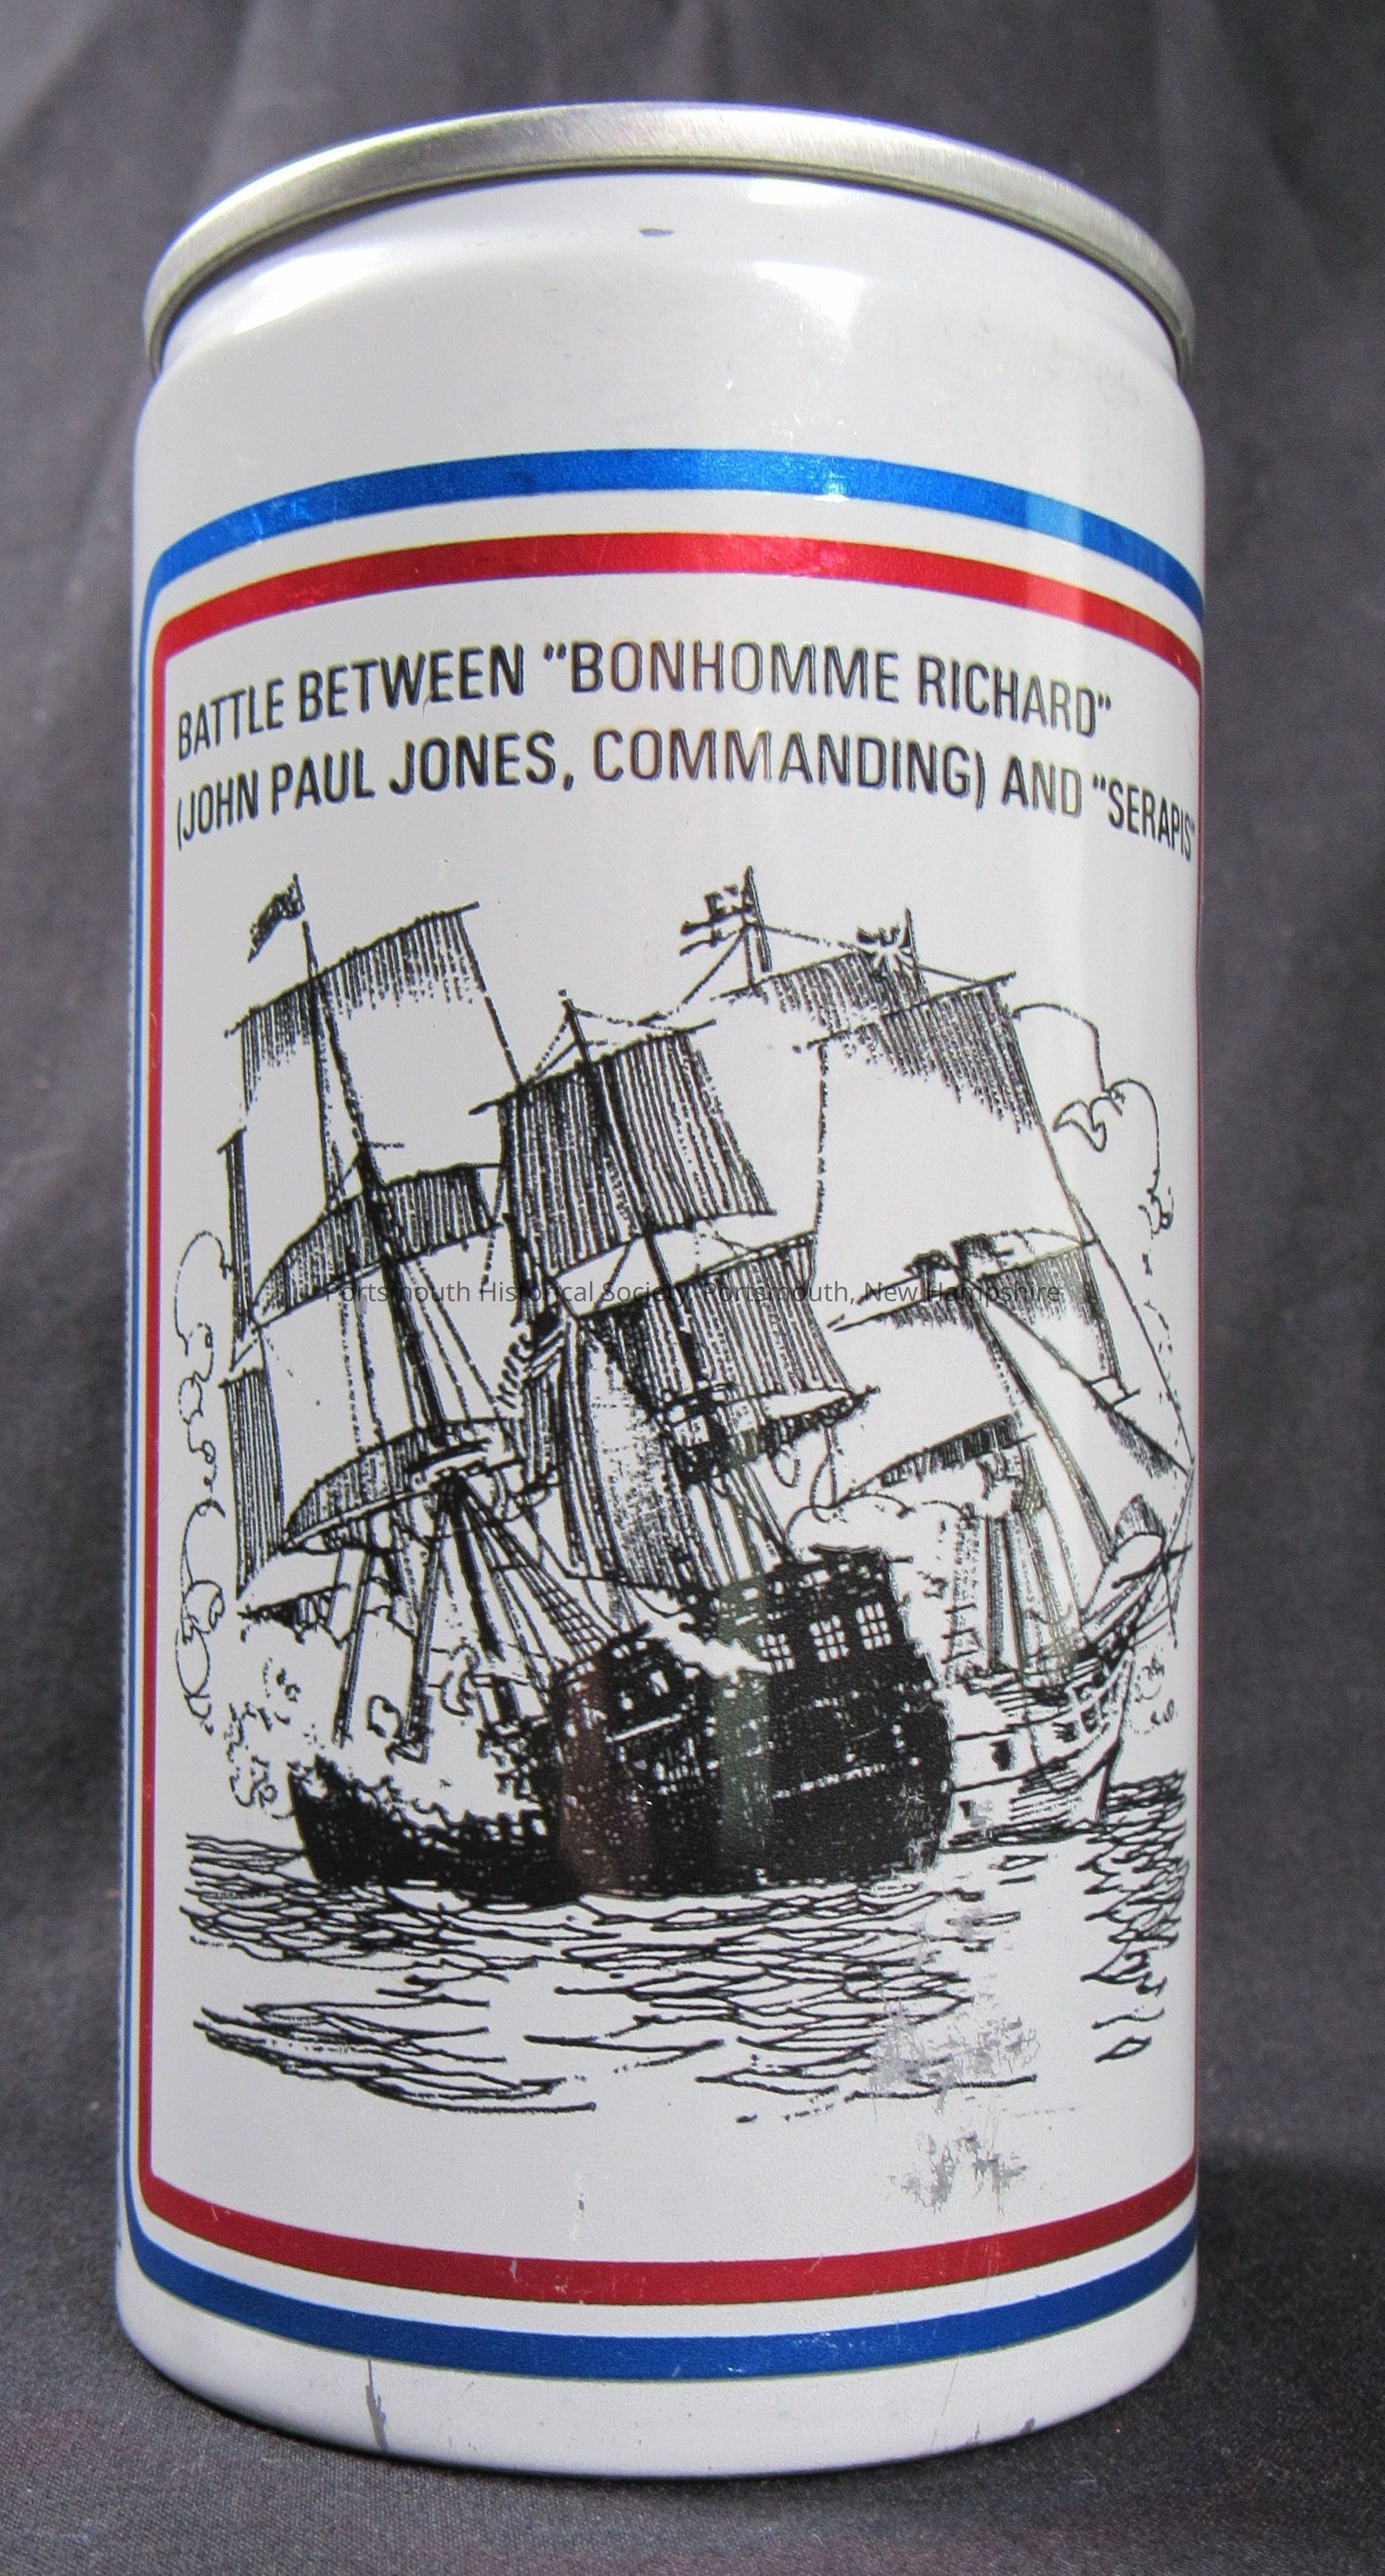 BATTLE BETWEEN “BONHOMME RICHARD”
(JOHN PAUL JONES, COMMANDING) AND “SERAPIS”
Portsmouth Historical Society, Portsmouth, New Hampshire